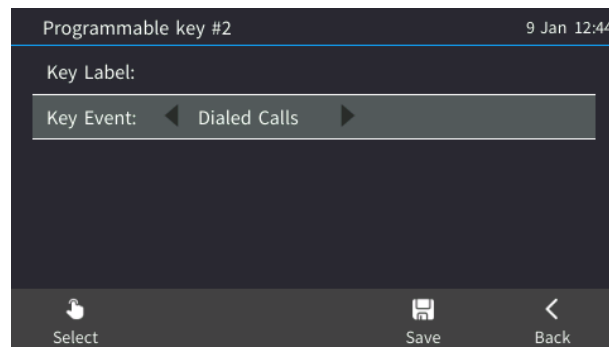 Programmable key #2 9 Jan 12:44
Key Label:
Key Event: Dialed Calls
Select Save Back